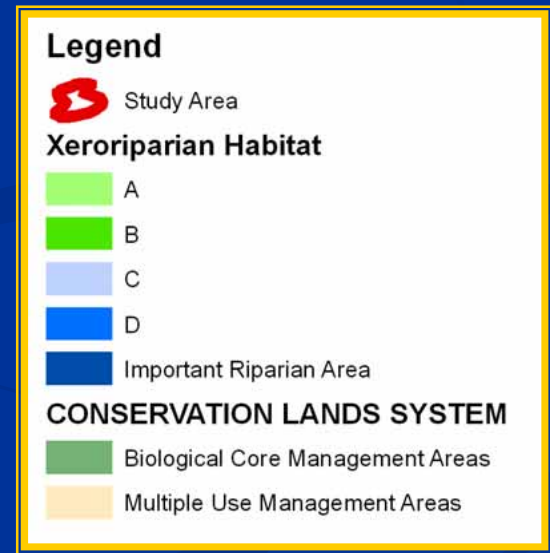 Legend
Study Area
Xeroriparian Habitat
A
B
C
D
Important Riparian Area
CONSERVATION LANDS SYSTEM
Biological Core Management Areas
Multiple Use Management Areas